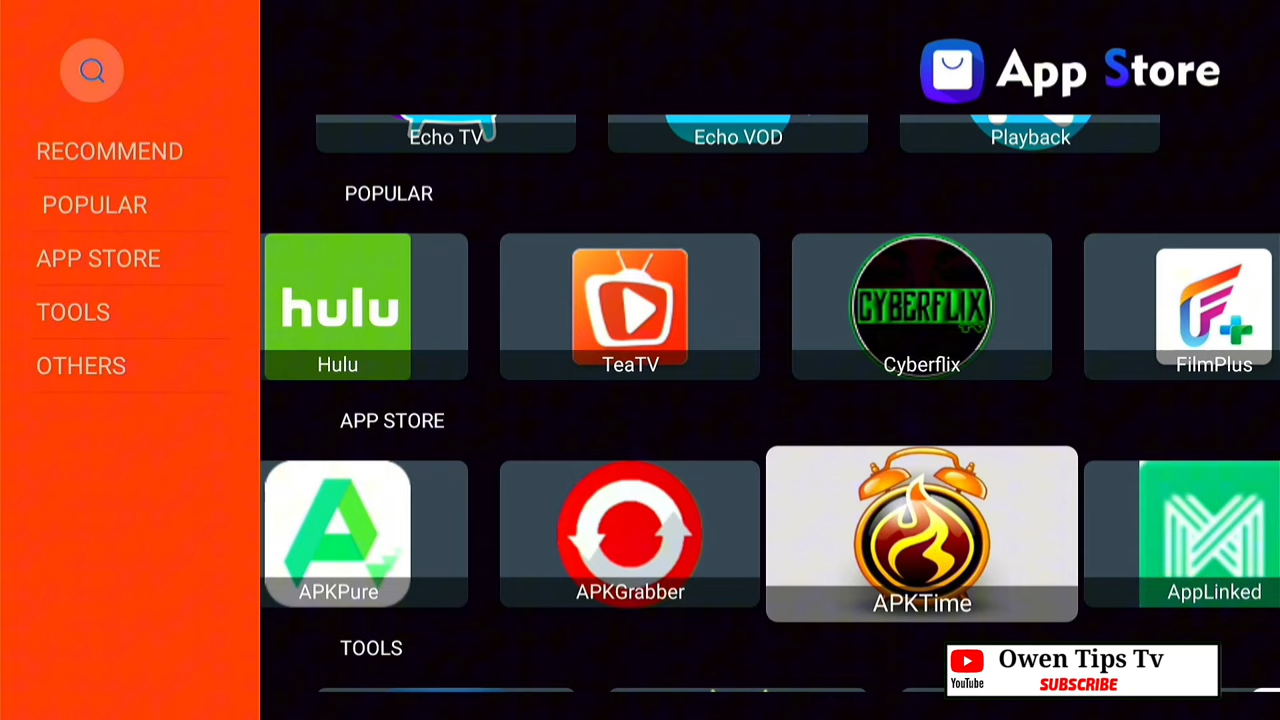 App Store
RECOMMEND
POPULAR
APP STORE
TOOLS
OTHERS
Echo TV
Echo VOD
Playback
POPULAR
hulu
CYBERFLIX
TV
Hulu
TeaTV
Cyberflix
FilmPlus
APP STORE
APKPure
APKGrabber
APKTime
AppLinked
TOOLS
YouTube
Owen Tips Tv
SUBSCRIBE